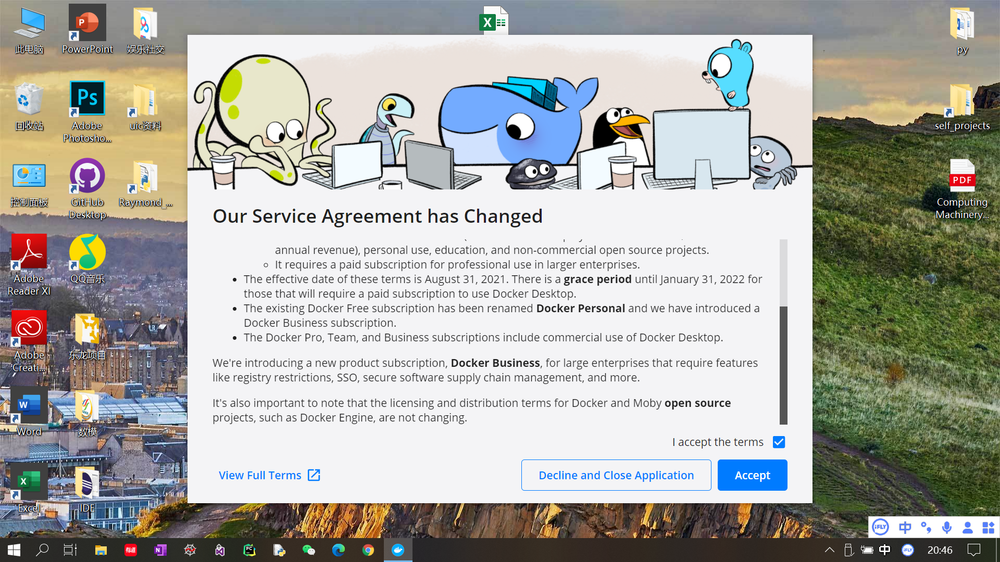 此电脑
PowerPoint
娱乐社交
回收站
Adobe
Photosho...
uic资料
控制面板
GitHub
Desktop
Raymond_...
Adobe
Reader XI
QQ音乐
Adobe
Creati...
东龙项目
Word
数模
Excel
IDE
py
self_projects
PDF
Computing
Machinery...
Our Service Agreement has Changed
annual revenue), personal use, education, and non-commercial open source projects.
It requires a paid subscription for professional use in larger enterprises.
The effective date of these terms is August 31, 2021. There is a grace period until January 31, 2022 for
those that will require a paid subscription to use Docker Desktop.
The existing Docker Free subscription has been renamed Docker Personal and we have introduced a
Docker Business subscription.
The Docker Pro, Team, and Business subscriptions include commercial use of Docker Desktop.
We're introducing a new product subscription, Docker Business, for large enterprises that require features
like registry restrictions, SSO, secure software supply chain management, and more.
It's also important to note that the licensing and distribution terms for Docker and Moby open source
projects, such as Docker Engine, are not changing.
I accept the terms
View Full Terms
Decline and Close Application
Accept
iFLY 中
有道
中 iFLY 20:46